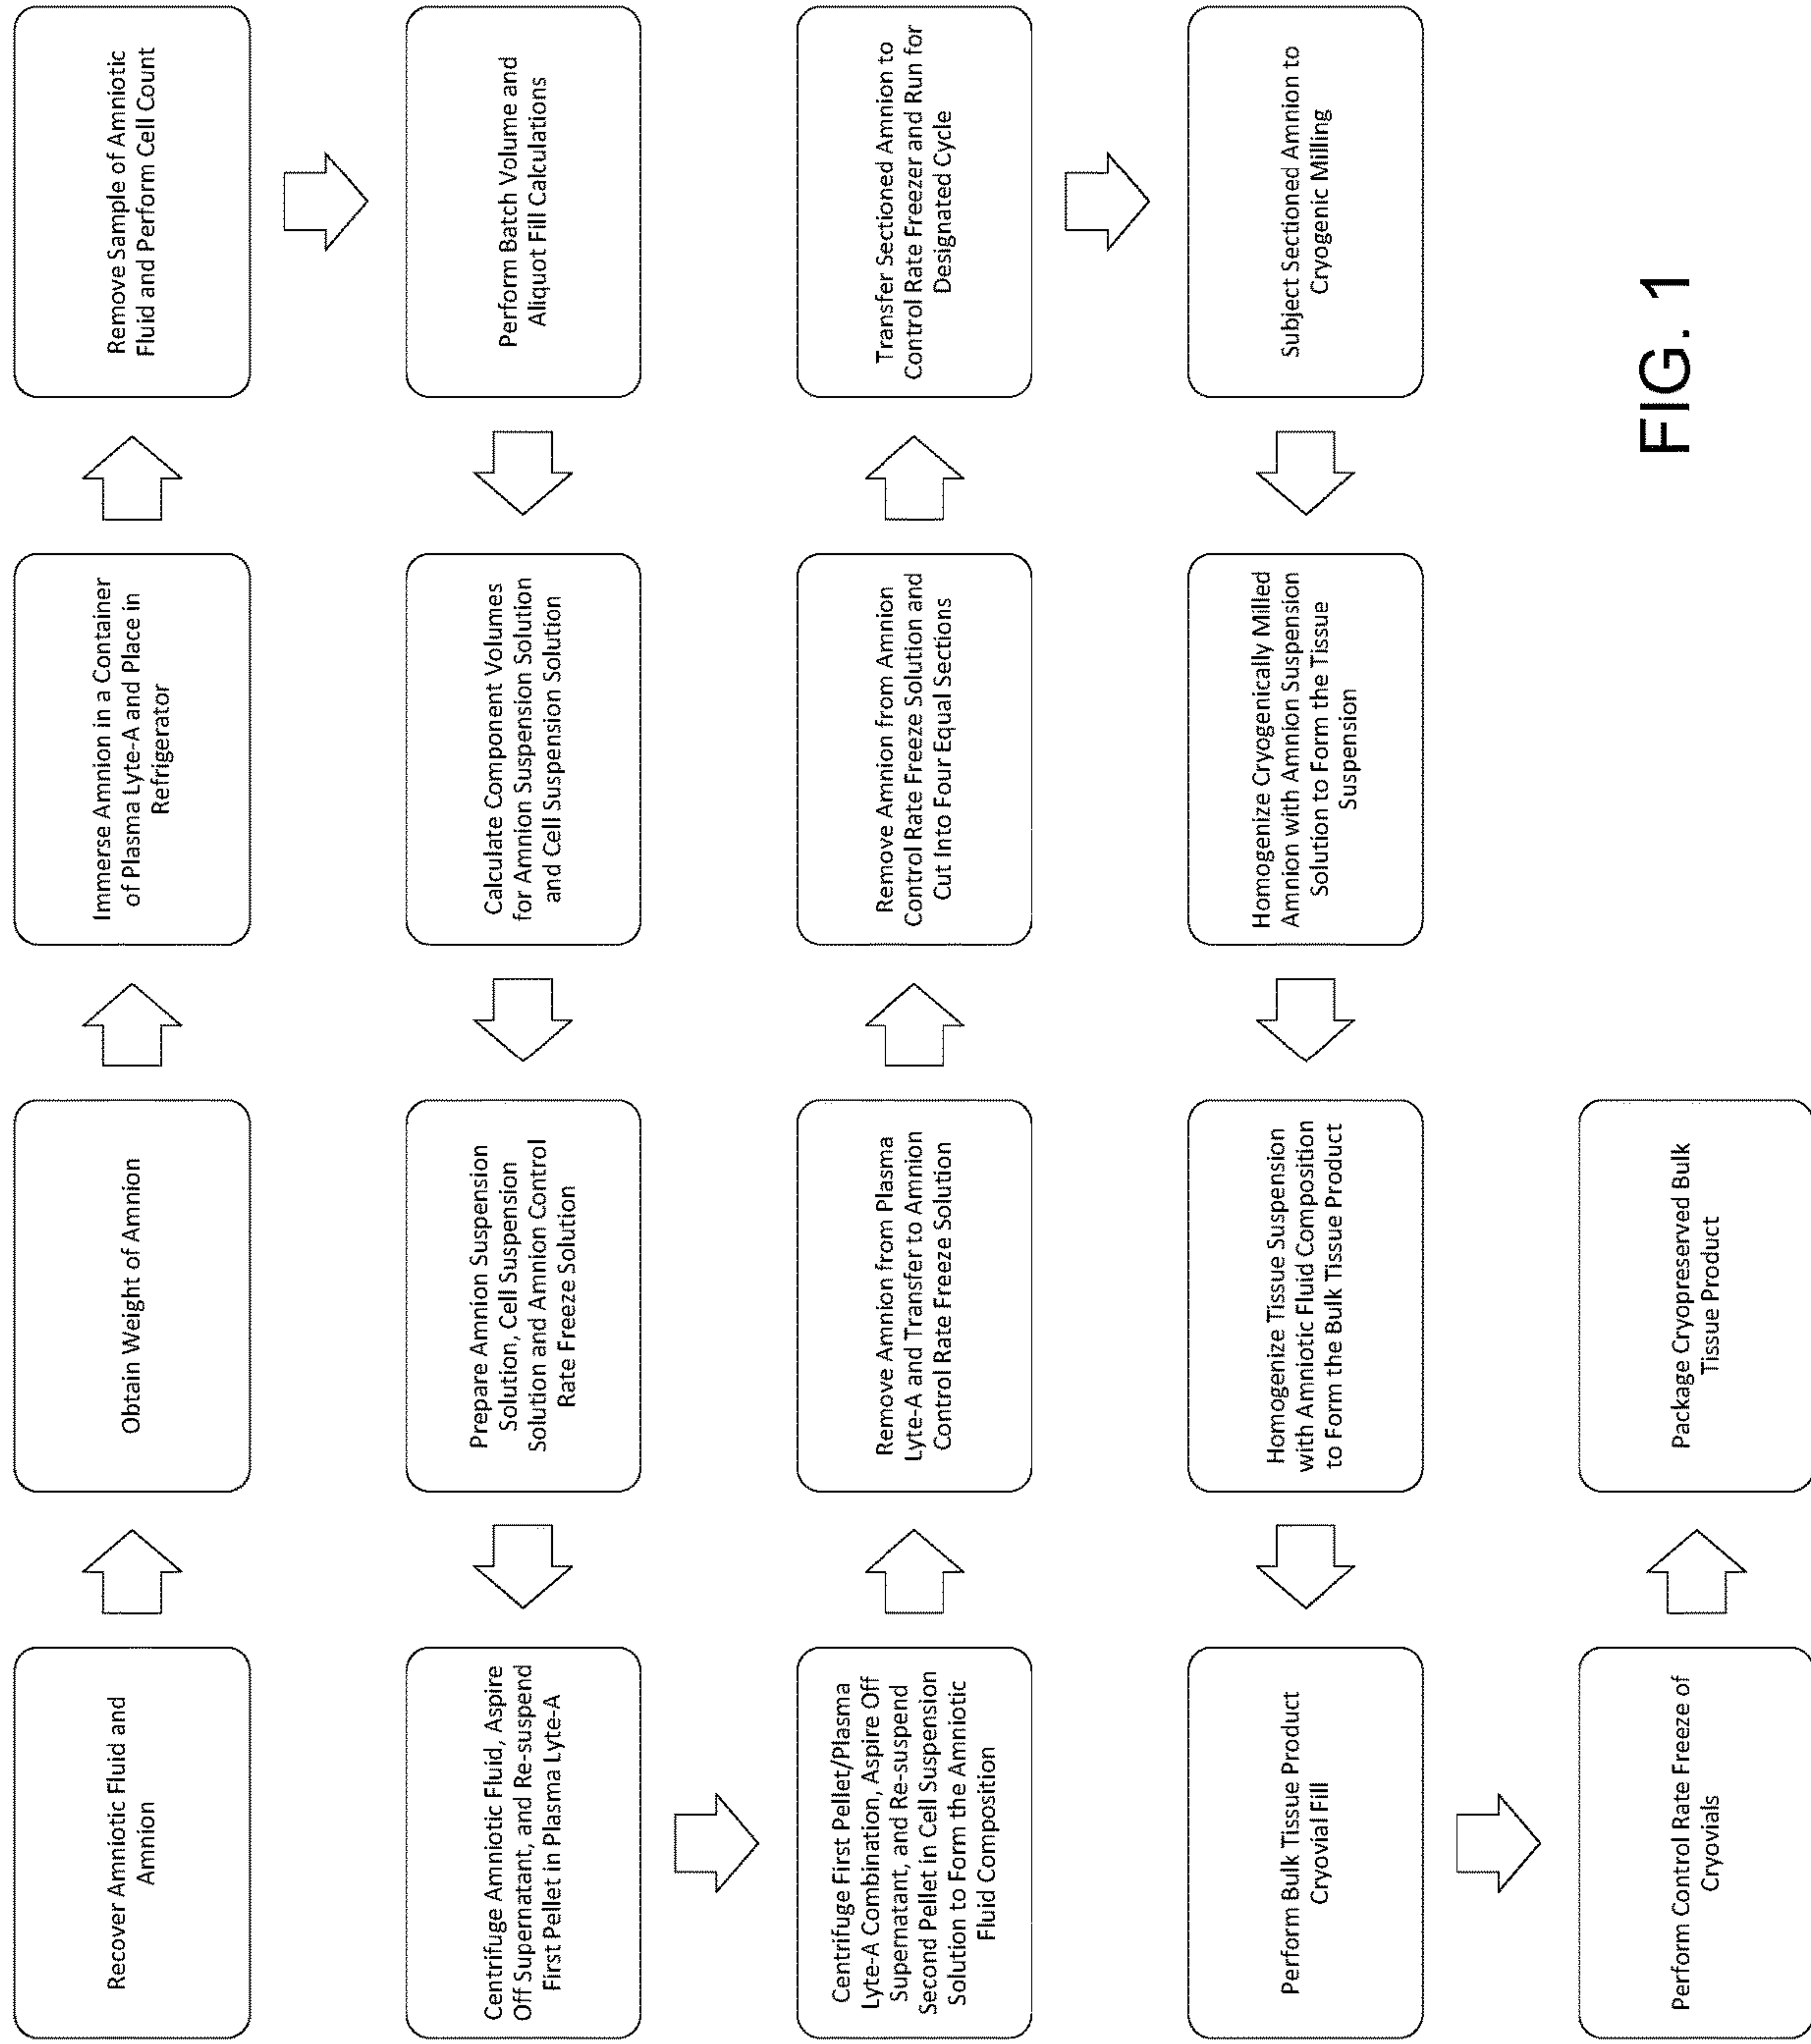 Recover Amniotic Fluid and
Amnion
Obtain Weight of Amnion
Immerse Amnion in a Container
of Plasma Lyte-A and Place in
Refrigerator
Remove Sample of Amniotic
Fluid and Perform Cell Count
Perform Batch Volume and
Aliquot Fill Calculations
Calculate Component Volumes
for Amnion Suspension Solution
and Cell Suspension Solution
Prepare Amnion Suspension
Solution, Cell Suspension
Solution and Amnion Control
Rate Freeze Solution
Centrifuge Amniotic Fluid, Aspire
Off Supernatant, and Re-suspend
First Pellet in Plasma Lyte-A
Centrifuge First Pellet/Plasma
Lyte-A Combination, Aspire Off
Supernatant, and Re-suspend
Second Pellet in Cell Suspension
Solution to Form the Amniotic
Fluid Composition
Remove Amnion from Plasma
Lyte-A and Transfer to Amnion
Control Rate Freeze Solution
Remove Amnion from Amnion
Control Rate Freeze Solution and
Cut Into Four Equal Sections
Transfer Sectioned Amnion to
Control Rate Freezer and Run for
Designated Cycle
Subject Sectioned Amnion to
Cryogenic Milling
Homogenize Cryogenically Milled
Amnion with Amnion Suspension
Solution to Form the Tissue
Suspension
Homogenize Tissue Suspension
with Amniotic Fluid Composition
to Form the Bulk Tissue Product
Perform Bulk Tissue Product
Cryovial Fill
Perform Control Rate Freeze of
Cryovials
Package Cryopreserved Bulk
Tissue Product
FIG. 1